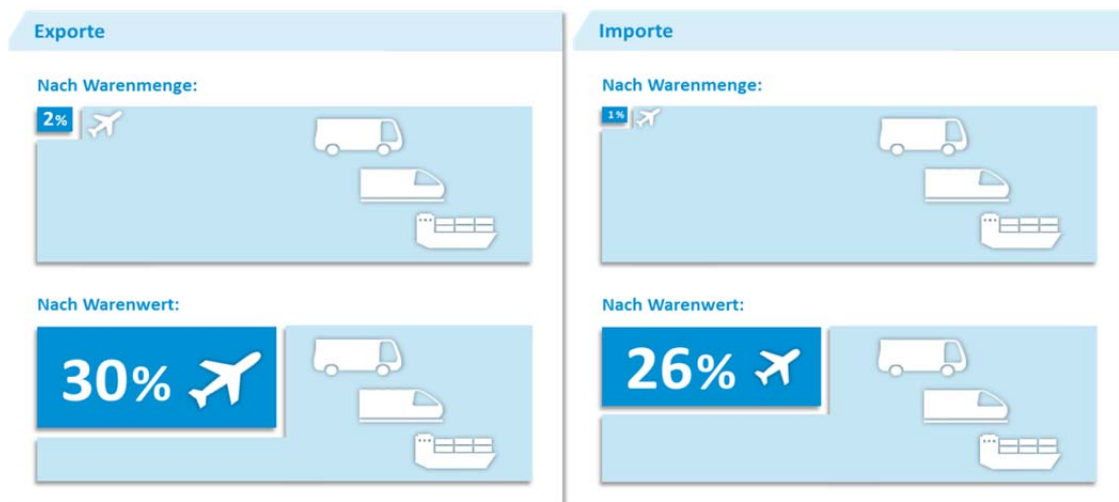 Exporte
Nach Warenmenge:
2%
Nach Warenwert:
30%
Importe
Nach Warenmenge:
1%
Nach Warenwert:
26%